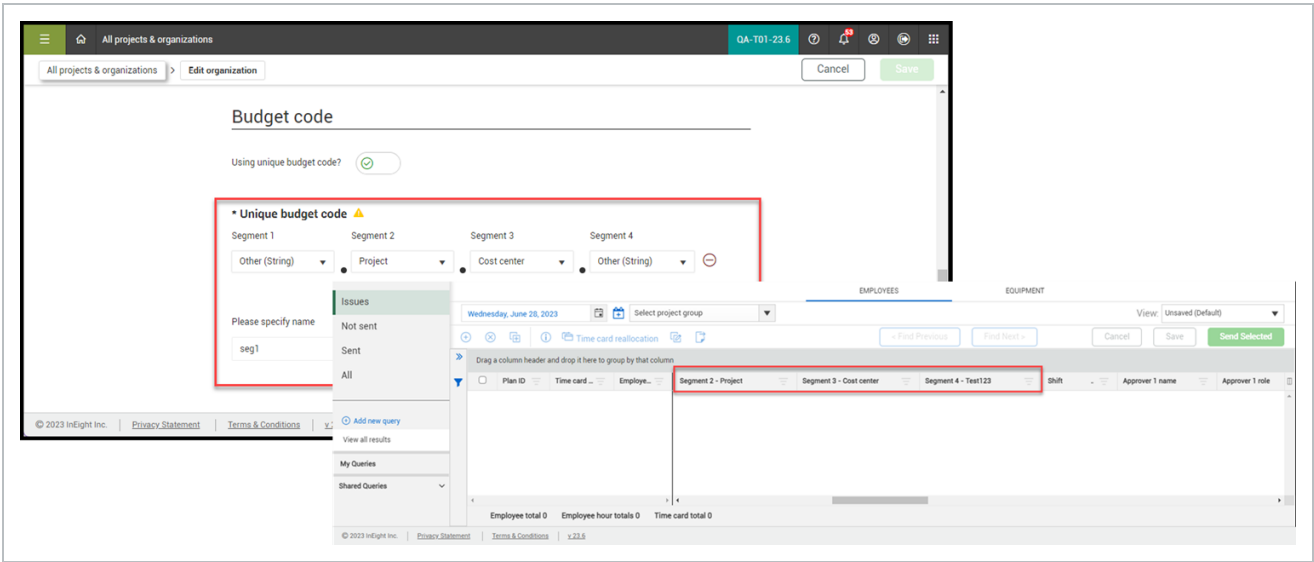 All projects & organizations
QA-T01-23.6
53
All projects & organizations > Edit organization
Cancel
Save
Budget code
Using unique budget code?
* Unique budget code
Segment 1 Segment 2 Segment 3 Segment 4
Other (String) Project Cost center Other (String)
Please specify name
seg1
© 2023 InEight Inc. Privacy Statement Terms & Conditions
EMPLOYEES EQUIPMENT
Issues
Not sent
Sent
All
Add new query
View all results
My Queries
Shared Queries
Wednesday, June 28, 2023 Select project group View: Unsaved (Default)
Time card reallocation < Find Previous Find Next > Cancel Save Send Selected
Drag a column header and drop it here to group by that column
Plan ID Time card ... Employe... Segment 2 - Project Segment 3 - Cost center Segment 4 - Test123 Shift Approver 1 name Approver 1 role
Employee total 0 Employee hour totals 0 Time card total 0
© 2023 InEight Inc. Privacy Statement Terms & Conditions v 23.6